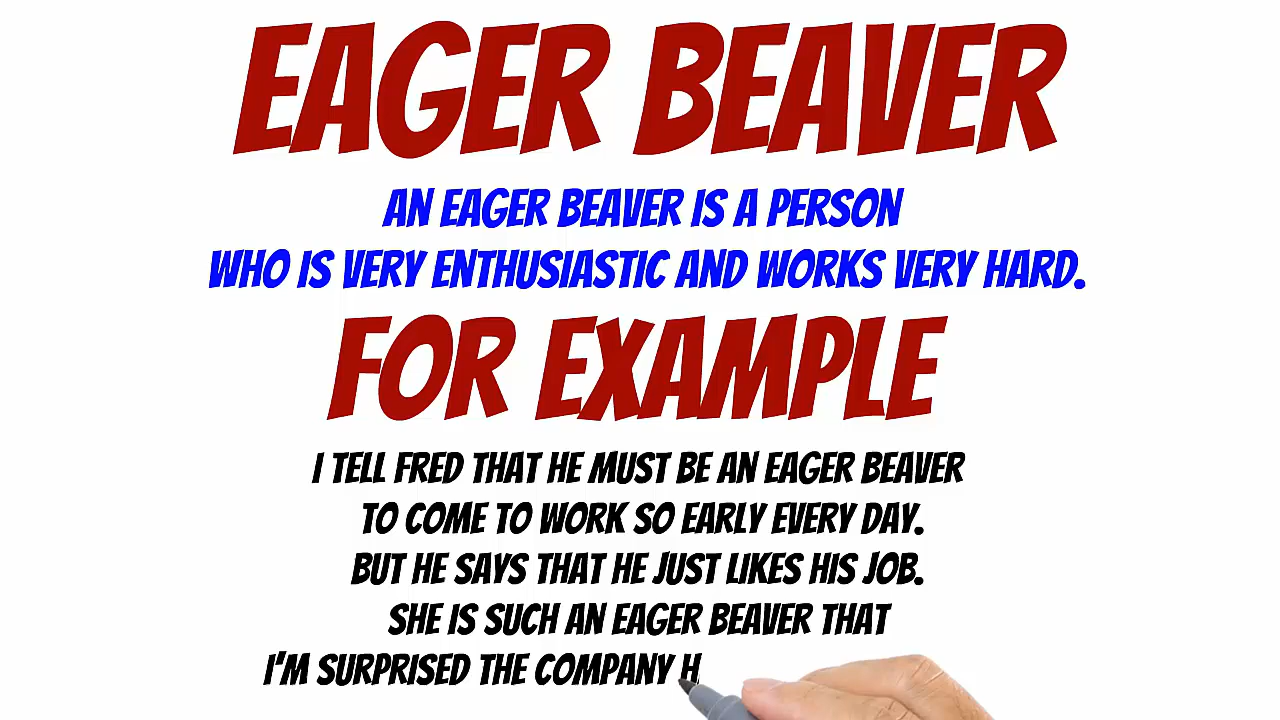 EAGER BEAVER
AN EAGER BEAVER IS A PERSON
WHO IS VERY ENTHUSIASTIC AND WORKS VERY HARD.
FOR EXAMPLE
I TELL FRED THAT HE MUST BE AN EAGER BEAVER
TO COME TO WORK SO EARLY EVERY DAY.
BUT HE SAYS THAT HE JUST LIKES HIS JOB.
SHE IS SUCH AN EAGER BEAVER THAT
I'M SURPRISED THE COMPANY H